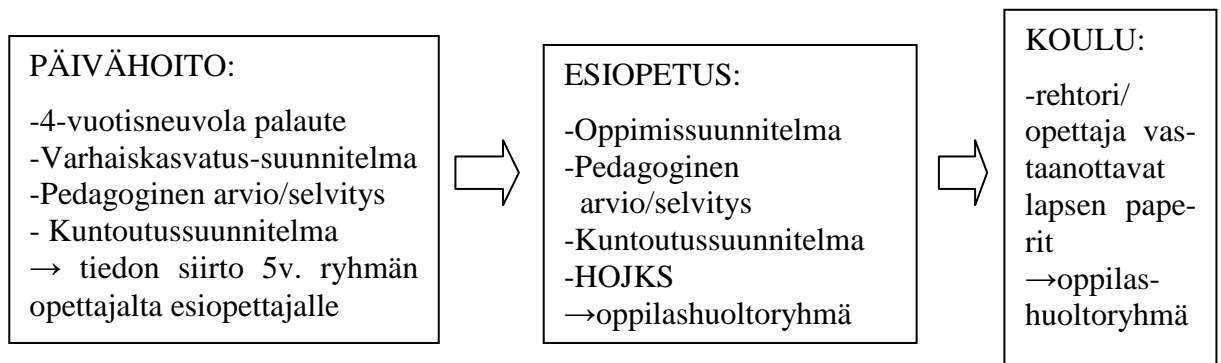 PÄIVÄHOITO:
-4-vuotisneuvola palaute
-Varhaiskasvatus-suunnitelma
-Pedagoginen arvio/selvitys
- Kuntoutussuunnitelma
→ tiedon siirto 5v. ryhmän
opettajalta esiopettajalle
ESIOPETUS:
-Oppimissuunnitelma
-Pedagoginen
arvio/selvitys
-Kuntoutussuunnitelma
-HOJKS
→oppilashuoltoryhmä
KOULU:
-rehtori/
opettaja vas-
taanottavat
lapsen pape-
rit
→oppilas-
huoltoryhmä